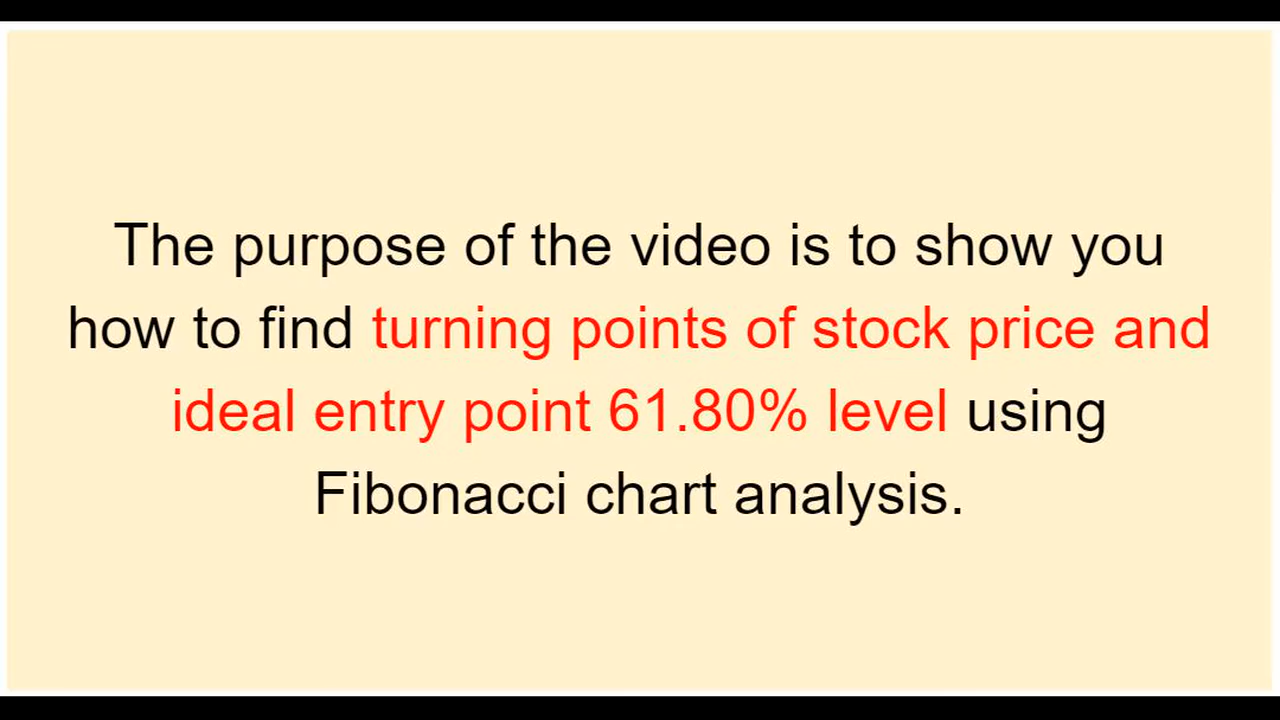 The purpose of the video is to show you
how to find turning points of stock price and
ideal entry point 61.80% level using
Fibonacci chart analysis.